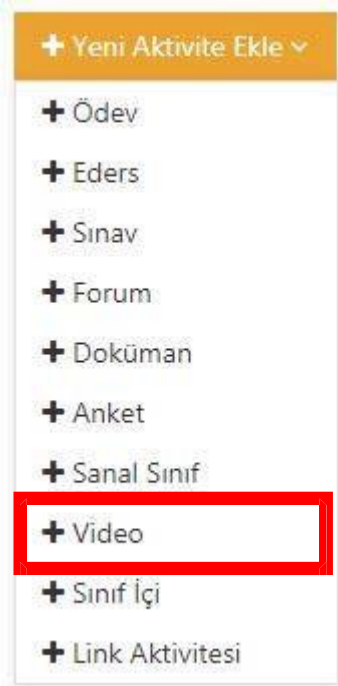 + Yeni Aktivite Ekle
+ Ödev
+ Eders
+ Sınav
+ Forum
+ Doküman
+ Anket
+ Sanal Sınıf
+ Video
+ Sınıf İçi
+ Link Aktivitesi